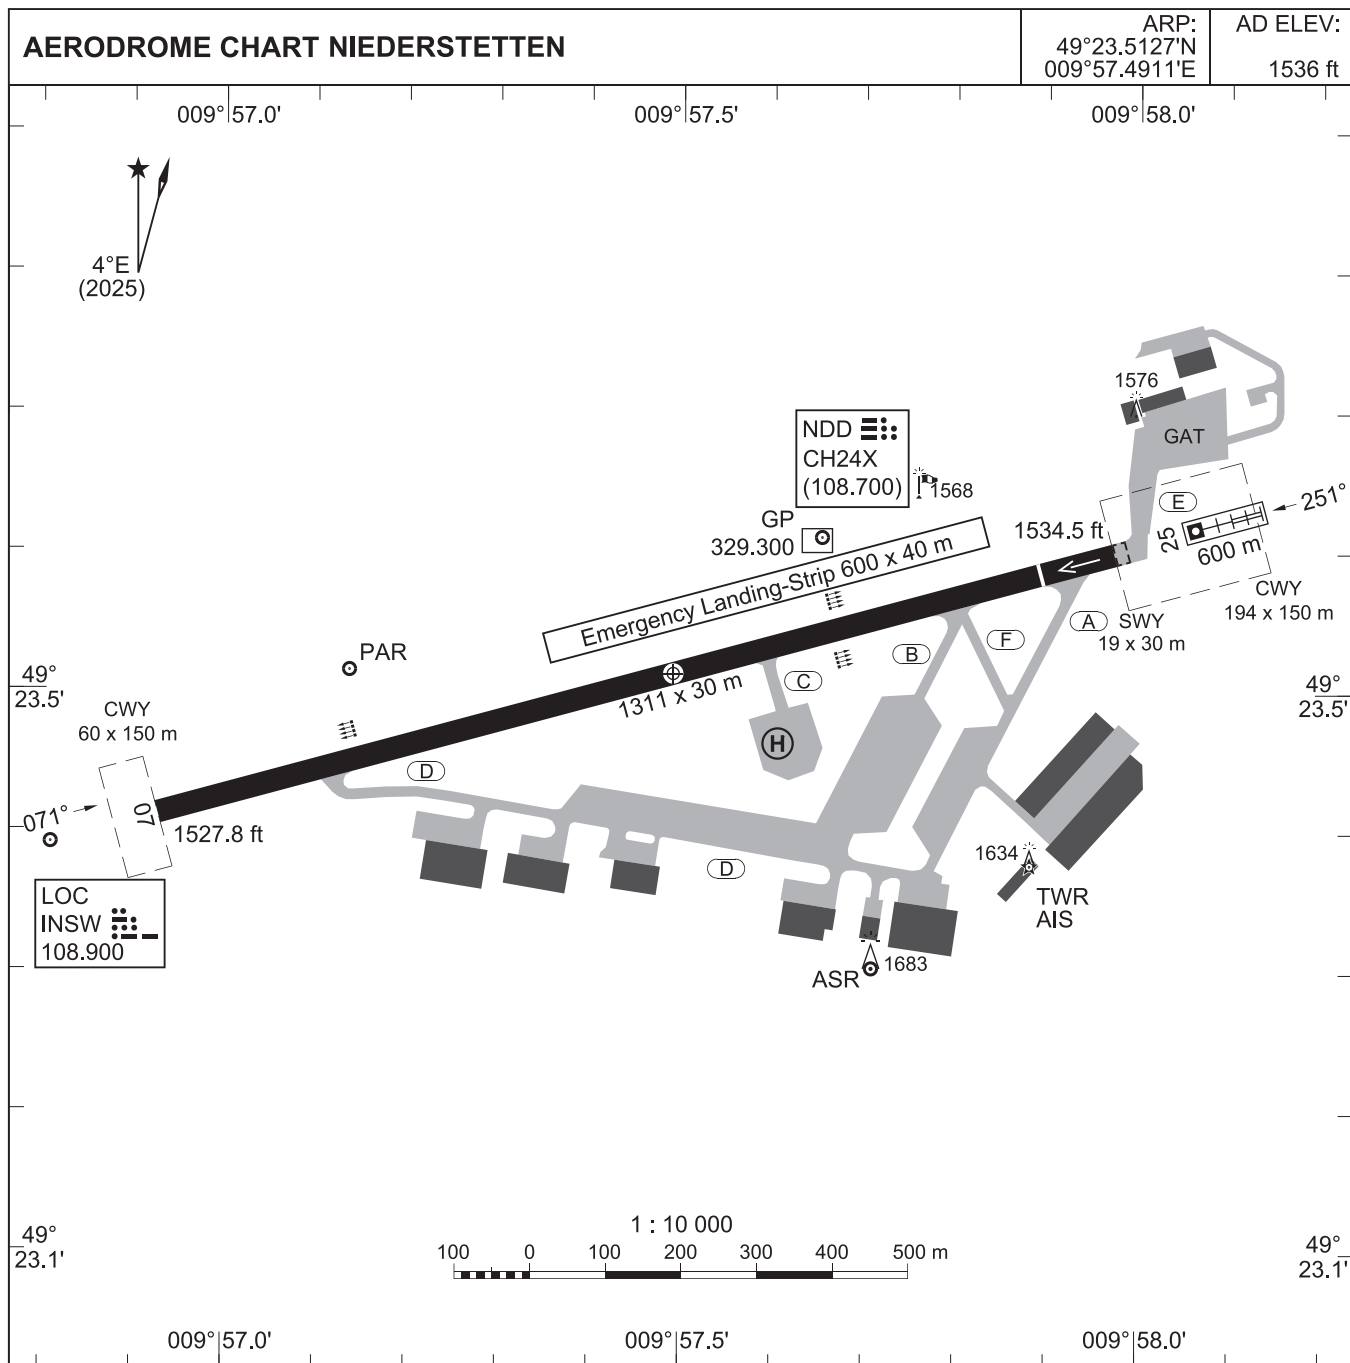 AERODROME CHART NIEDERSTETTEN
ARP:
49°23.5127'N
009°57.4911'E
AD ELEV:
1536 ft
009°57.0'
009°57.5'
009°58.0'
4°E
(2025)
1576
GAT
NDD
CH24X
(108.700)
1568
E
251°
GP
329.300
1534.5 ft
25
600 m
Emergency Landing-Strip 600 x 40 m
CWY
194 x 150 m
SWY
19 x 30 m
A
F
B
PAR
C
1311 x 30 m
49°
23.5'
49°
23.5'
CWY
60 x 150 m
H
D
071°
07
1527.8 ft
1634
D
TWR
AIS
LOC
INSW
108.900
1683
ASR
1 : 10 000
100 0 100 200 300 400 500 m
49°
23.1'
49°
23.1'
009°57.0'
009°57.5'
009°58.0'